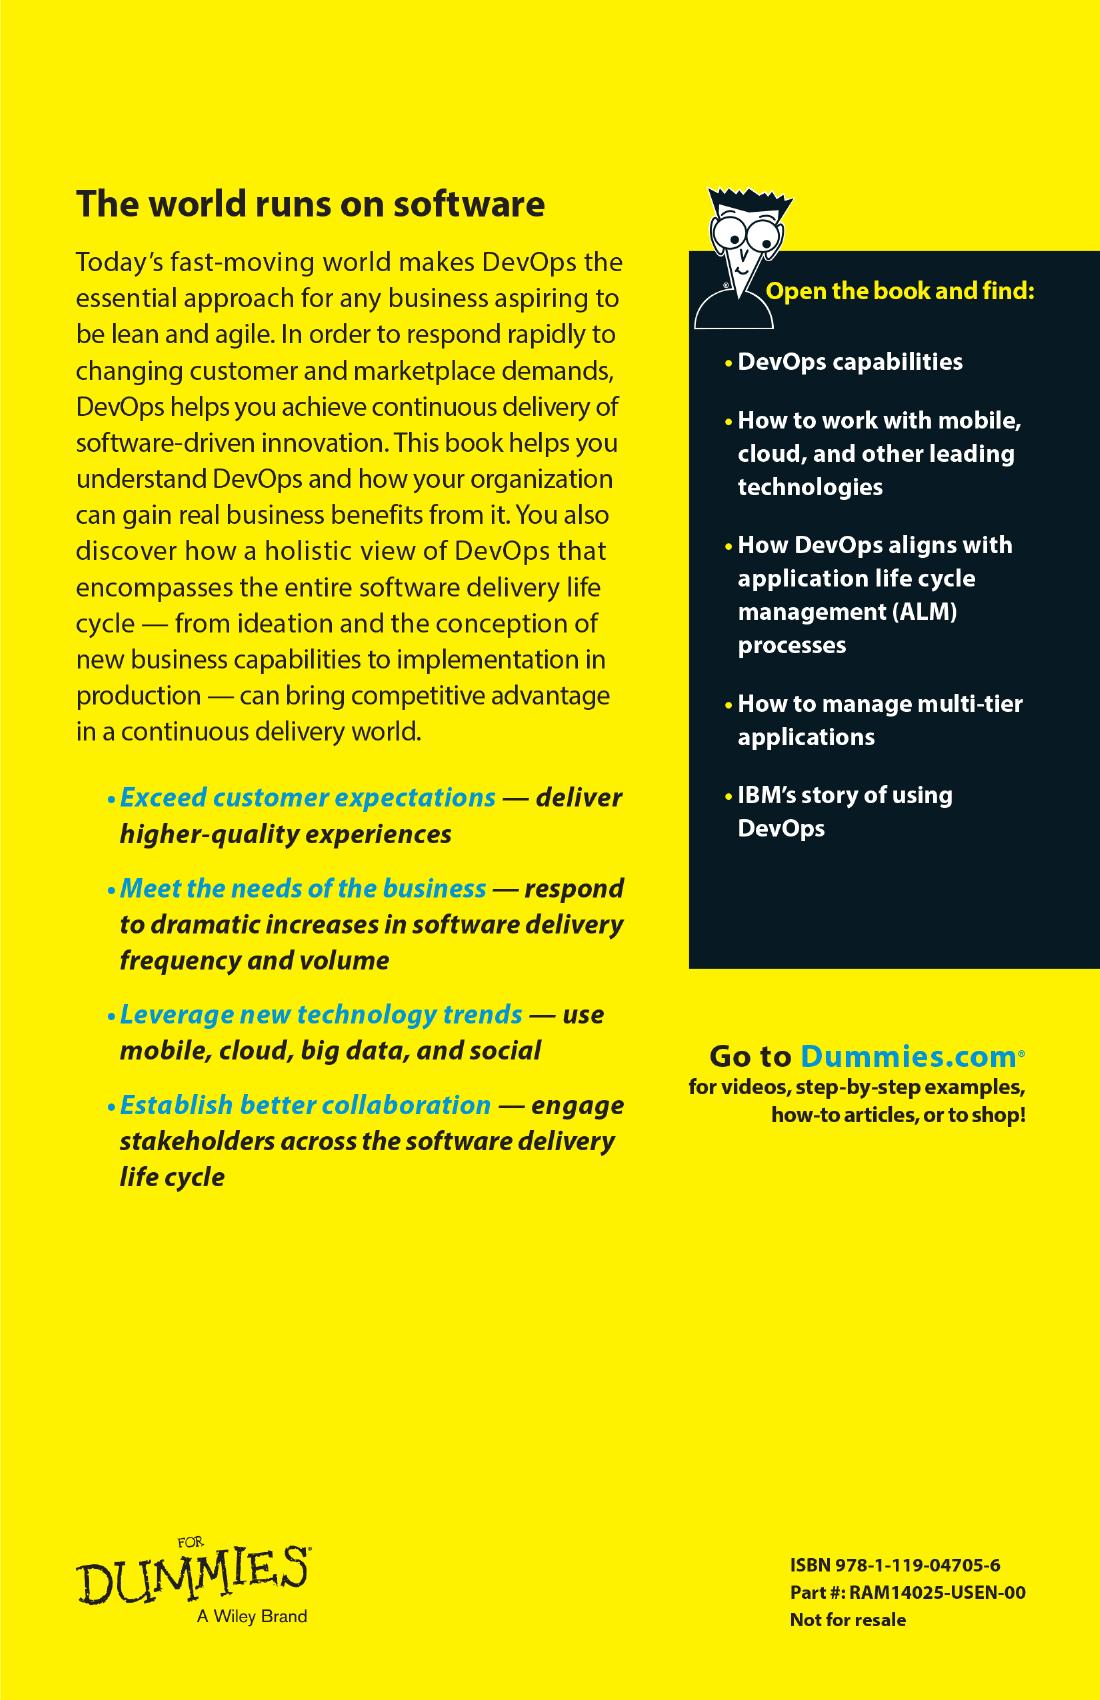 The world runs on software
Today's fast-moving world makes DevOps the
essential approach for any business aspiring to
be lean and agile. In order to respond rapidly to
changing customer and marketplace demands,
DevOps helps you achieve continuous delivery of
software-driven innovation. This book helps you
understand DevOps and how your organization
can gain real business benefits from it. You also
discover how a holistic view of DevOps that
encompasses the entire software delivery life
cycle — from ideation and the conception of
new business capabilities to implementation in
production — can bring competitive advantage
in a continuous delivery world.
• Exceed customer expectations — deliver
higher-quality experiences
• Meet the needs of the business — respond
to dramatic increases in software delivery
frequency and volume
• Leverage new technology trends — use
mobile, cloud, big data, and social
• Establish better collaboration — engage
stakeholders across the software delivery
life cycle
®
Open the book and find:
• DevOps capabilities
• How to work with mobile,
cloud, and other leading
technologies
• How DevOps aligns with
application life cycle
management (ALM)
processes
• How to manage multi-tier
applications
• IBM's story of using
DevOps
Go to Dummies.com®
for videos, step-by-step examples,
how-to articles, or to shop!
FOR
DUMMIES®
A Wiley Brand
ISBN 978-1-119-04705-6
Part #: RAM14025-USEN-00
Not for resale